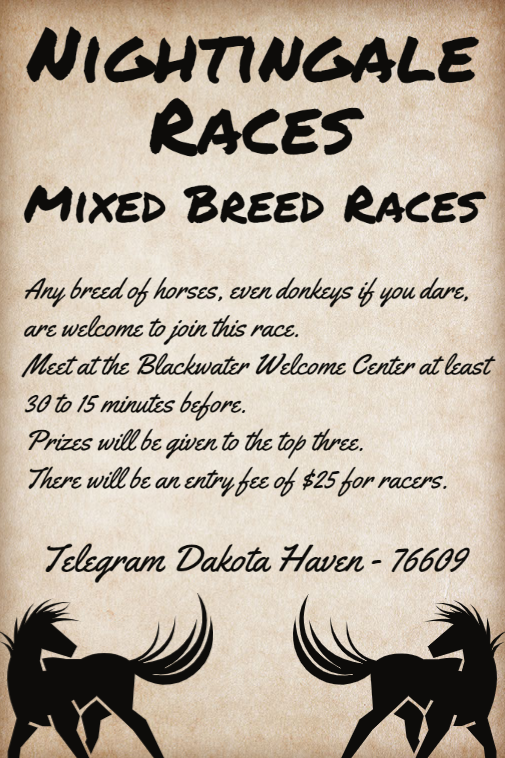 Nightingale
Races
Mixed Breed Races
Any breed of horses, even donkeys if you dare,
are welcome to join this race.
Meet at the Blackwater Welcome Center at least
30 to 15 minutes before.
Prizes will be given to the top three.
There will be an entry fee of $25 for racers.
Telegram Dakota Haven - 76609